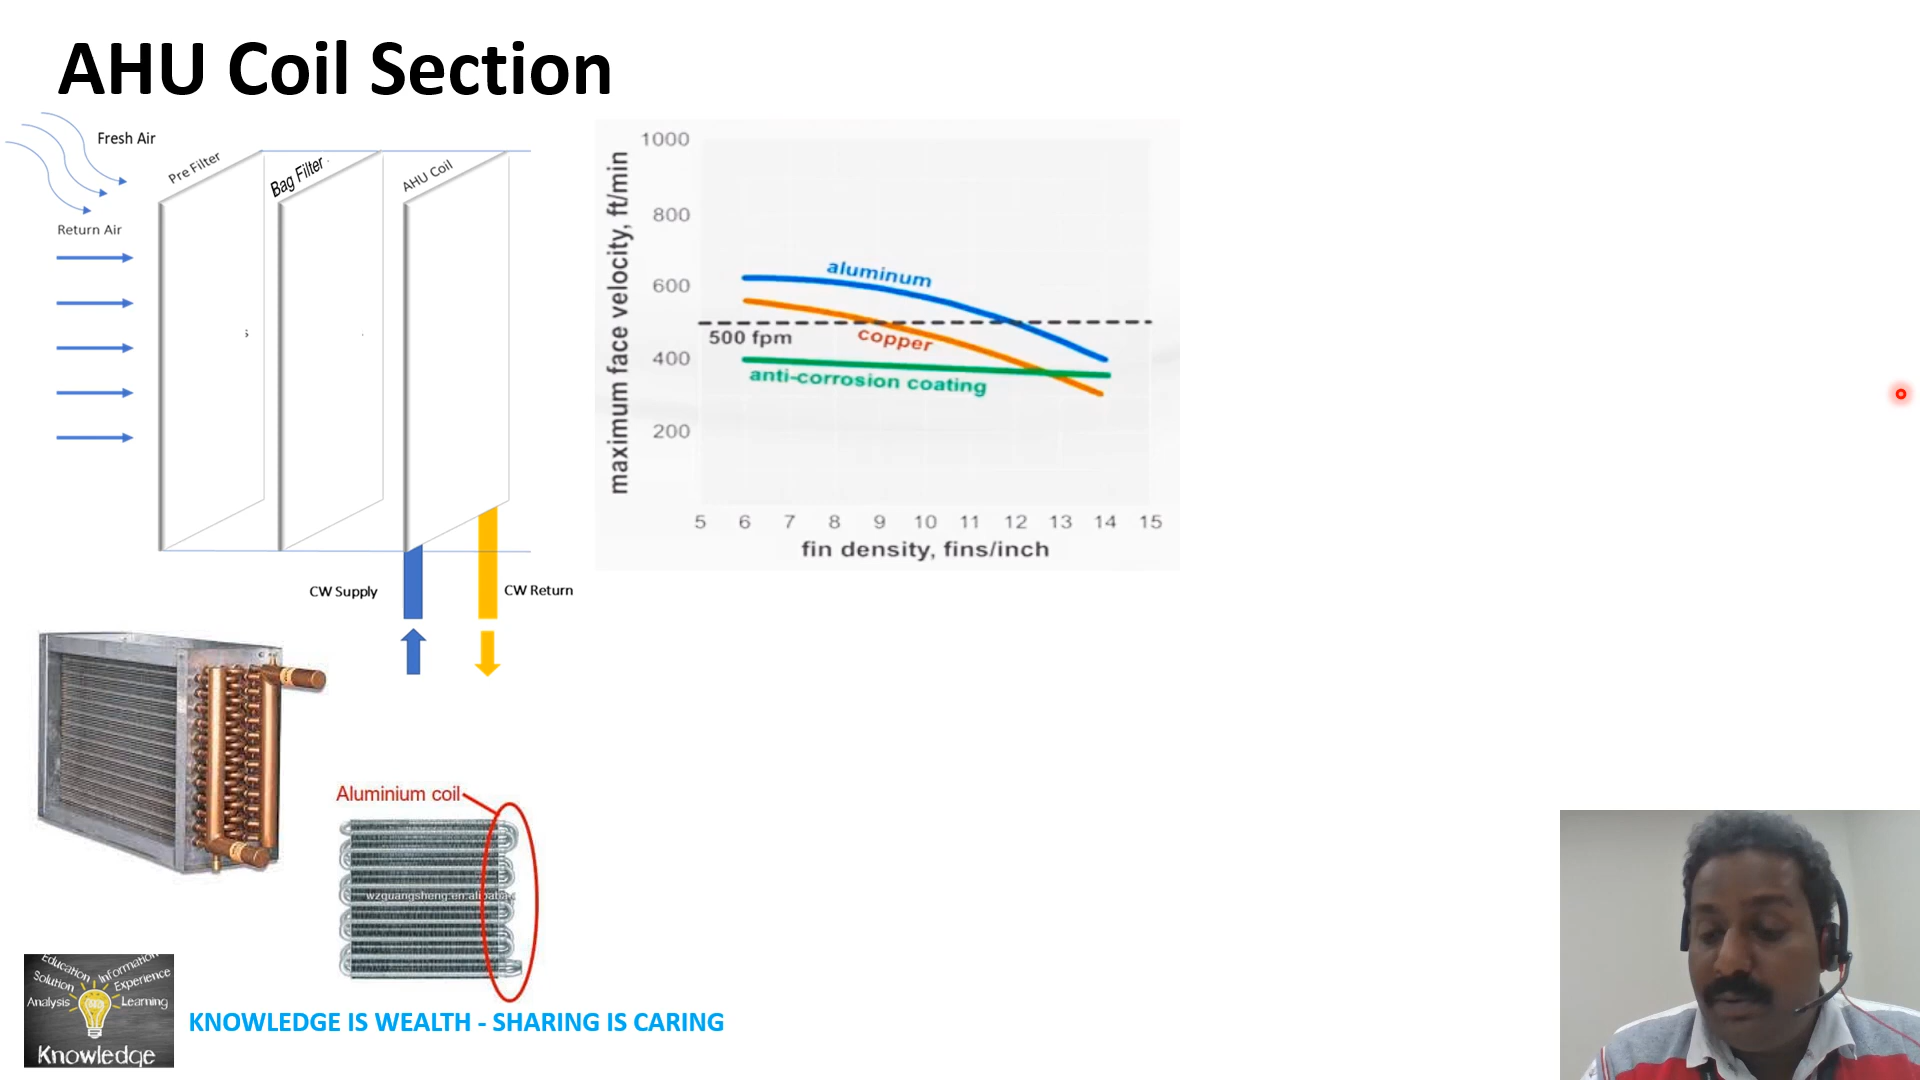 AHU Coil Section
Fresh Air
Pre Filter
Bag Filter
AHU Coil
Return Air
s
CW Supply
CW Return
maximum face velocity, ft/min
1000
800
600
400
200
aluminum
500 fpm
copper
anti-corrosion coating
5 6 7 8 9 10 11 12 13 14 15
fin density, fins/inch
Aluminium coil
Education Information
Solution Experience
Analysis Learning
Knowledge
KNOWLEDGE IS WEALTH - SHARING IS CARING